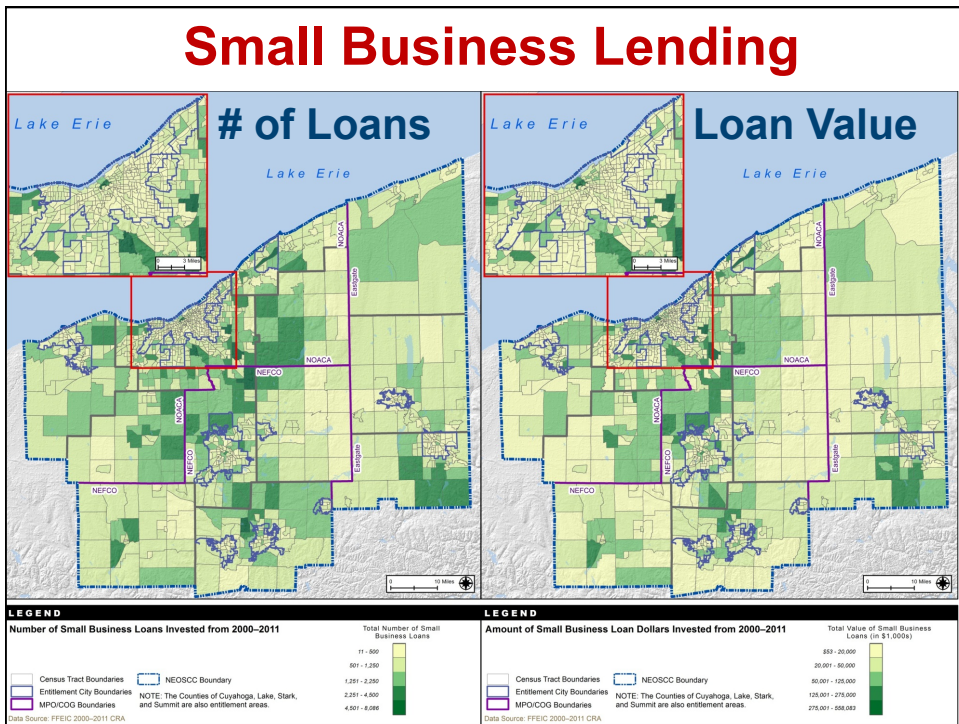 Small Business Lending
# of Loans
Lake Erie
Lake Erie
0 3 Miles
NOACA
Eastgate
NOACA
NEFCO
NOACA
NEFCO
NEFCO
Eastgate
0 10 Miles
Loan Value
Lake Erie
Lake Erie
0 3 Miles
NOACA
Eastgate
NOACA
NEFCO
NOACA
NEFCO
NEFCO
Eastgate
0 10 Miles
LEGEND
Number of Small Business Loans Invested from 2000–2011
Total Number of Small
Business Loans
11 - 500
501 - 1,250
1,251 - 2,250
2,251 - 4,500
4,501 - 8,086
Census Tract Boundaries
Entitlement City Boundaries
MPO/COG Boundaries
NEOSCC Boundary
NOTE: The Counties of Cuyahoga, Lake, Stark,
and Summit are also entitlement areas.
Data Source: FFEIC 2000–2011 CRA
LEGEND
Amount of Small Business Loan Dollars Invested from 2000–2011
Total Value of Small Business
Loans (in $1,000s)
$53 - 20,000
20,001 - 50,000
50,001 - 125,000
125,001 - 275,000
275,001 - 558,083
Census Tract Boundaries
Entitlement City Boundaries
MPO/COG Boundaries
NEOSCC Boundary
NOTE: The Counties of Cuyahoga, Lake, Stark,
and Summit are also entitlement areas.
Data Source: FFEIC 2000–2011 CRA